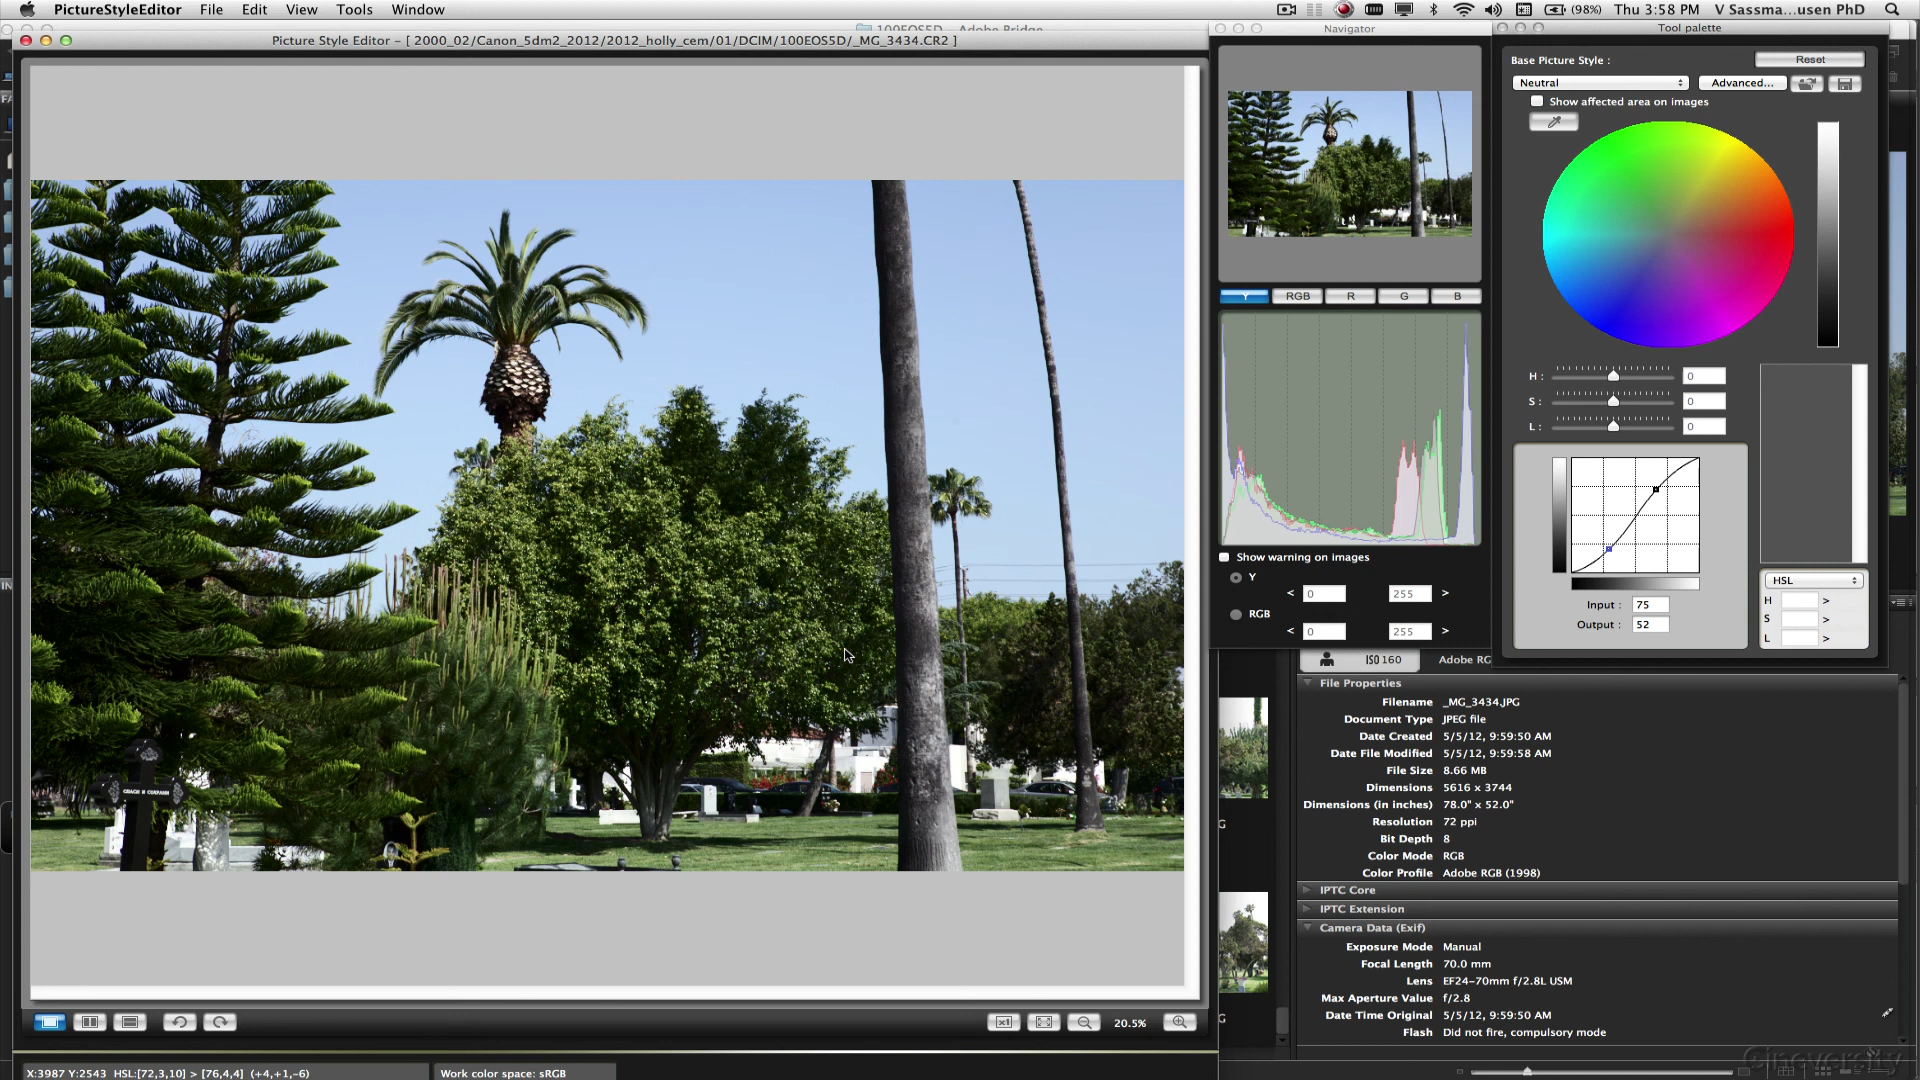 PictureStyleEditor File Edit View Tools Window (98%) Thu 3:58 PM V Sassma...usen PhD
100EOS5D - Adobe Bridge
Picture Style Editor – [ 2000_02/Canon_5dm2_2012/2012_holly_cem/01/DCIM/100EOS5D/_MG_3434.CR2 ]
Navigator
Tool palette
Base Picture Style :
Reset
Neutral
Advanced...
Show affected area on images
Y RGB R G B
H : 0
S : 0
L : 0
Show warning on images
Y
< 0 255 >
RGB
< 0 255 >
Input : 75
Output : 52
HSL
H >
S >
L >
ISO 160
Adobe RG
File Properties
Filename _MG_3434.JPG
Document Type JPEG file
Date Created 5/5/12, 9:59:50 AM
Date File Modified 5/5/12, 9:59:58 AM
File Size 8.66 MB
Dimensions 5616 x 3744
Dimensions (in inches) 78.0" x 52.0"
Resolution 72 ppi
Bit Depth 8
Color Mode RGB
Color Profile Adobe RGB (1998)
IPTC Core
IPTC Extension
Camera Data (Exif)
Exposure Mode Manual
Focal Length 70.0 mm
Lens EF24-70mm f/2.8L USM
Max Aperture Value f/2.8
Date Time Original 5/5/12, 9:59:50 AM
Flash Did not fire, compulsory mode
x1
20.5%
X:3987 Y:2543 HSL:[72,3,10] > [76,4,4] (+4,+1,-6)
Work color space: sRGB
Cineversity